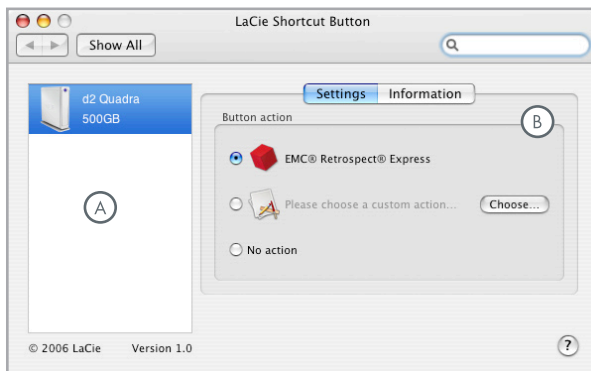 LaCie Shortcut Button
Show All
d2 Quadra
500GB
A
Settings Information
B
Button action
EMC® Retrospect® Express
Please choose a custom action... Choose...
No action
© 2006 LaCie Version 1.0
?